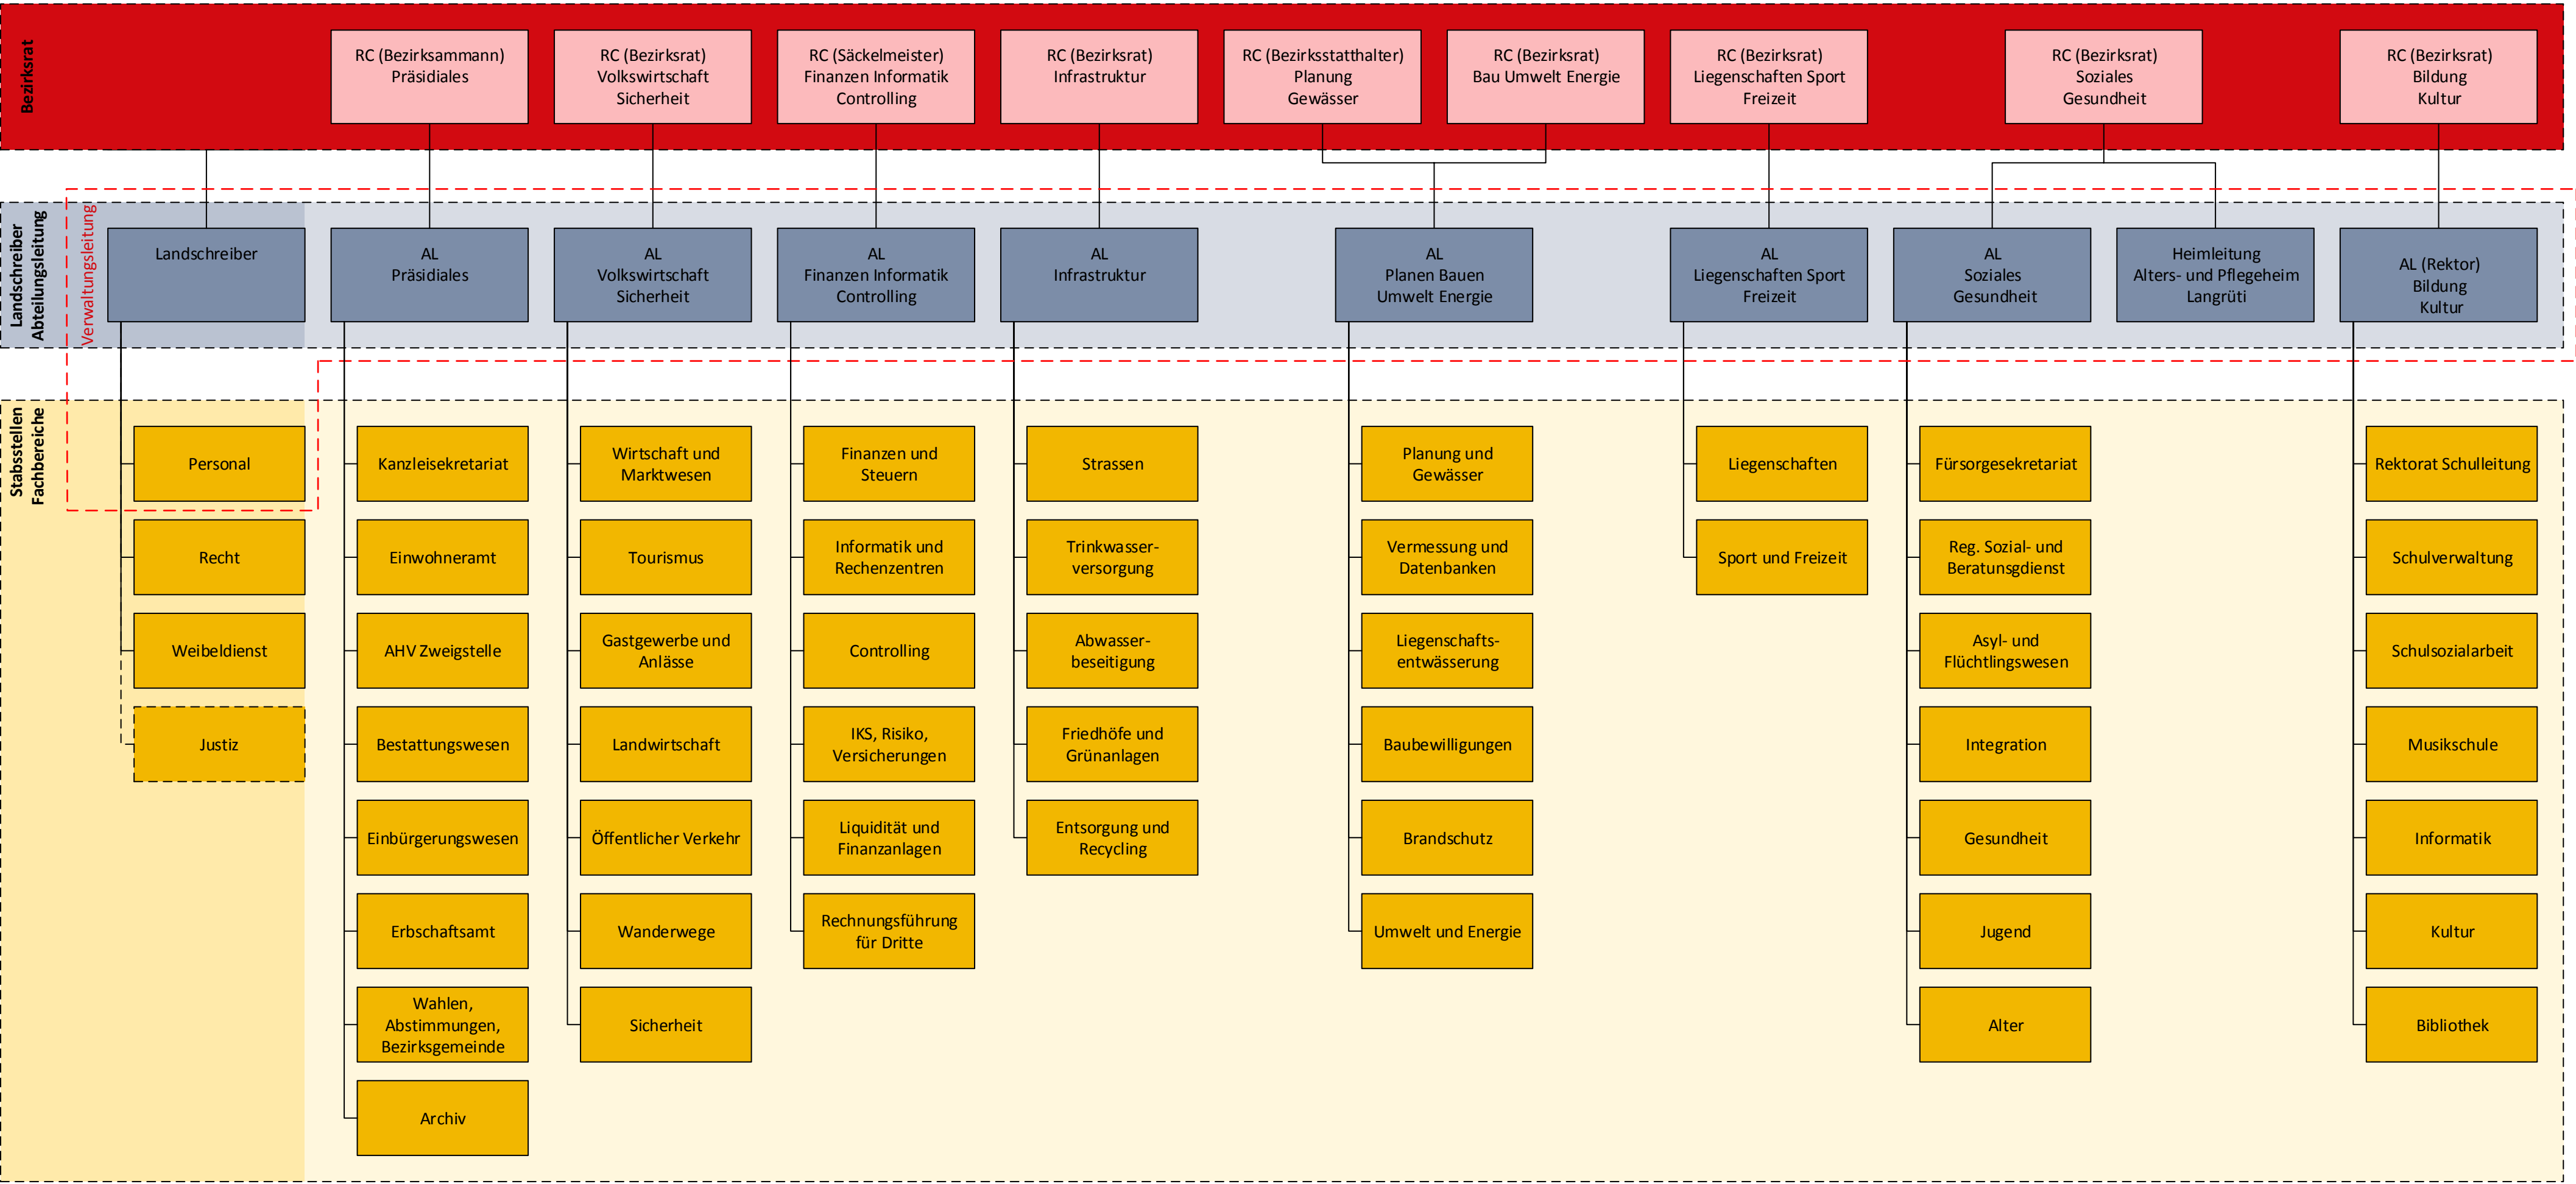 Bezirksrat
RC (Bezirksammann)
Präsidiales
RC (Bezirksrat)
Volkswirtschaft
Sicherheit
RC (Säckelmeister)
Finanzen Informatik
Controlling
RC (Bezirksrat)
Infrastruktur
RC (Bezirksstatthalter)
Planung
Gewässer
RC (Bezirksrat)
Bau Umwelt Energie
RC (Bezirksrat)
Liegenschaften Sport
Freizeit
RC (Bezirksrat)
Soziales
Gesundheit
RC (Bezirksrat)
Bildung
Kultur
Landschreiber
Abteilungsleitung
Verwaltungsleitung
Landschreiber
AL
Präsidiales
AL
Volkswirtschaft
Sicherheit
AL
Finanzen Informatik
Controlling
AL
Infrastruktur
AL
Planen Bauen
Umwelt Energie
AL
Liegenschaften Sport
Freizeit
AL
Soziales
Gesundheit
Heimleitung
Alters- und Pflegeheim
Langrüti
AL (Rektor)
Bildung
Kultur
Stabsstellen
Fachbereiche
Personal
Recht
Weibeldienst
Justiz
Kanzleisekretariat
Einwohneramt
AHV Zweigstelle
Bestattungswesen
Einbürgerungswesen
Erbschaftsamt
Wahlen,
Abstimmungen,
Bezirksgemeinde
Archiv
Wirtschaft und
Marktwesen
Tourismus
Gastgewerbe und
Anlässe
Landwirtschaft
Öffentlicher Verkehr
Wanderwege
Sicherheit
Finanzen und
Steuern
Informatik und
Rechenzentren
Controlling
IKS, Risiko,
Versicherungen
Liquidität und
Finanzanlagen
Rechnungsführung
für Dritte
Strassen
Trinkwasser-
versorgung
Abwasser-
beseitigung
Friedhöfe und
Grünanlagen
Entsorgung und
Recycling
Planung und
Gewässer
Vermessung und
Datenbanken
Liegenschafts-
entwässerung
Baubewilligungen
Brandschutz
Umwelt und Energie
Liegenschaften
Sport und Freizeit
Fürsorgesekretariat
Reg. Sozial- und
Beratunsgdienst
Asyl- und
Flüchtlingswesen
Integration
Gesundheit
Jugend
Alter
Rektorat Schulleitung
Schulverwaltung
Schulsozialarbeit
Musikschule
Informatik
Kultur
Bibliothek